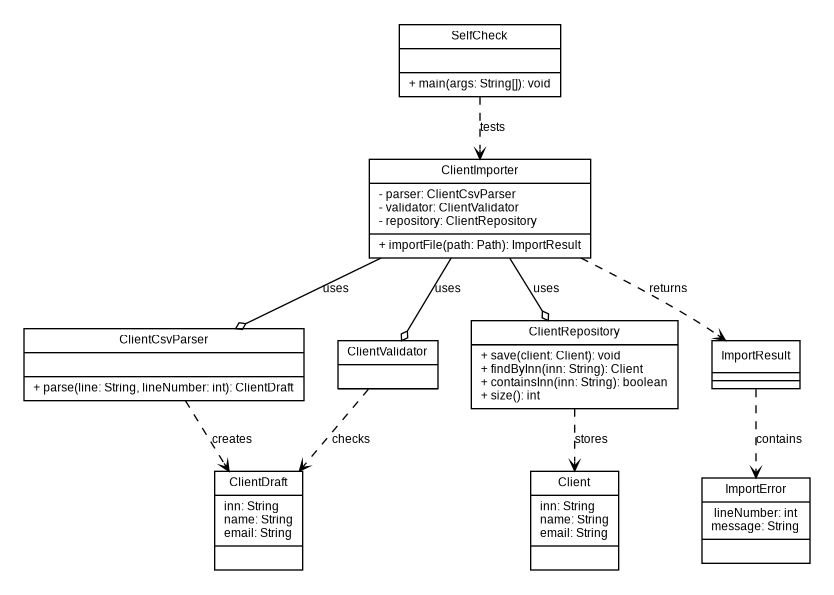 SelfCheck
+ main(args: String[]): void
tests
ClientImporter
- parser: ClientCsvParser
- validator: ClientValidator
- repository: ClientRepository
+ importFile(path: Path): ImportResult
uses
uses
uses
returns
ClientCsvParser
+ parse(line: String, lineNumber: int): ClientDraft
ClientValidator
ClientRepository
+ save(client: Client): void
+ findByInn(inn: String): Client
+ containsInn(inn: String): boolean
+ size(): int
ImportResult
creates
checks
stores
contains
ClientDraft
inn: String
name: String
email: String
Client
inn: String
name: String
email: String
ImportError
lineNumber: int
message: String